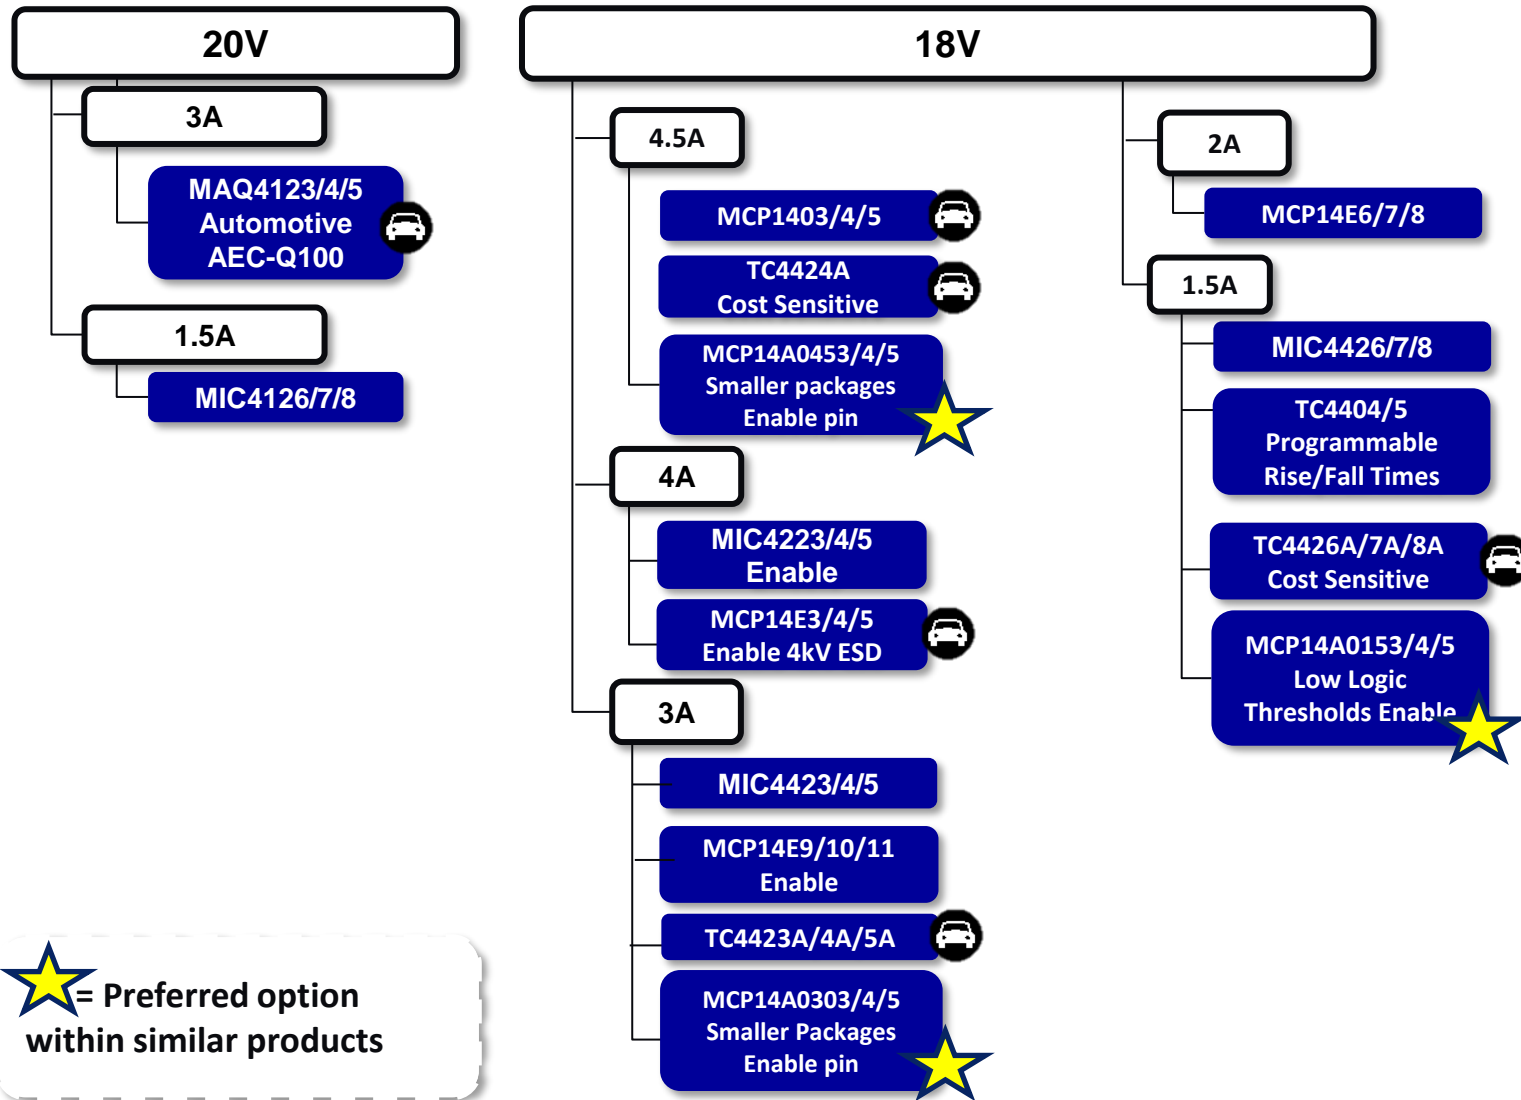 20V
3A
MAQ4123/4/5
Automotive
AEC-Q100
1.5A
MIC4126/7/8
18V
4.5A
MCP1403/4/5
TC4424A
Cost Sensitive
MCP14A0453/4/5
Smaller packages
Enable pin
4A
MIC4223/4/5
Enable
MCP14E3/4/5
Enable 4kV ESD
3A
MIC4423/4/5
MCP14E9/10/11
Enable
TC4423A/4A/5A
MCP14A0303/4/5
Smaller Packages
Enable pin
2A
MCP14E6/7/8
1.5A
MIC4426/7/8
TC4404/5
Programmable
Rise/Fall Times
TC4426A/7A/8A
Cost Sensitive
MCP14A0153/4/5
Low Logic
Thresholds Enable
= Preferred option
within similar products